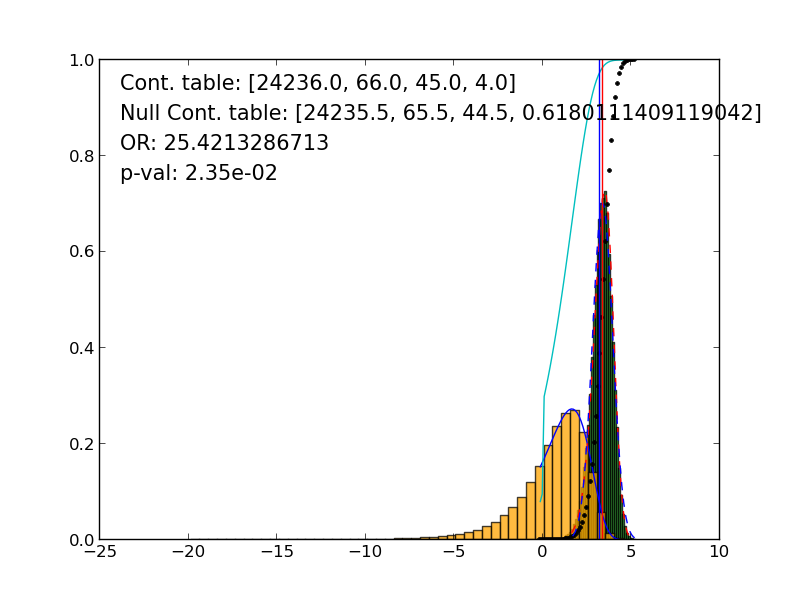 Cont. table: [24236.0, 66.0, 45.0, 4.0]
Null Cont. table: [24235.5, 65.5, 44.5, 0.6180111409119042]
OR: 25.4213286713
p-val: 2.35e-02
1.0
0.8
0.6
0.4
0.2
0.0
−25 −20 −15 −10 −5 0 5 10